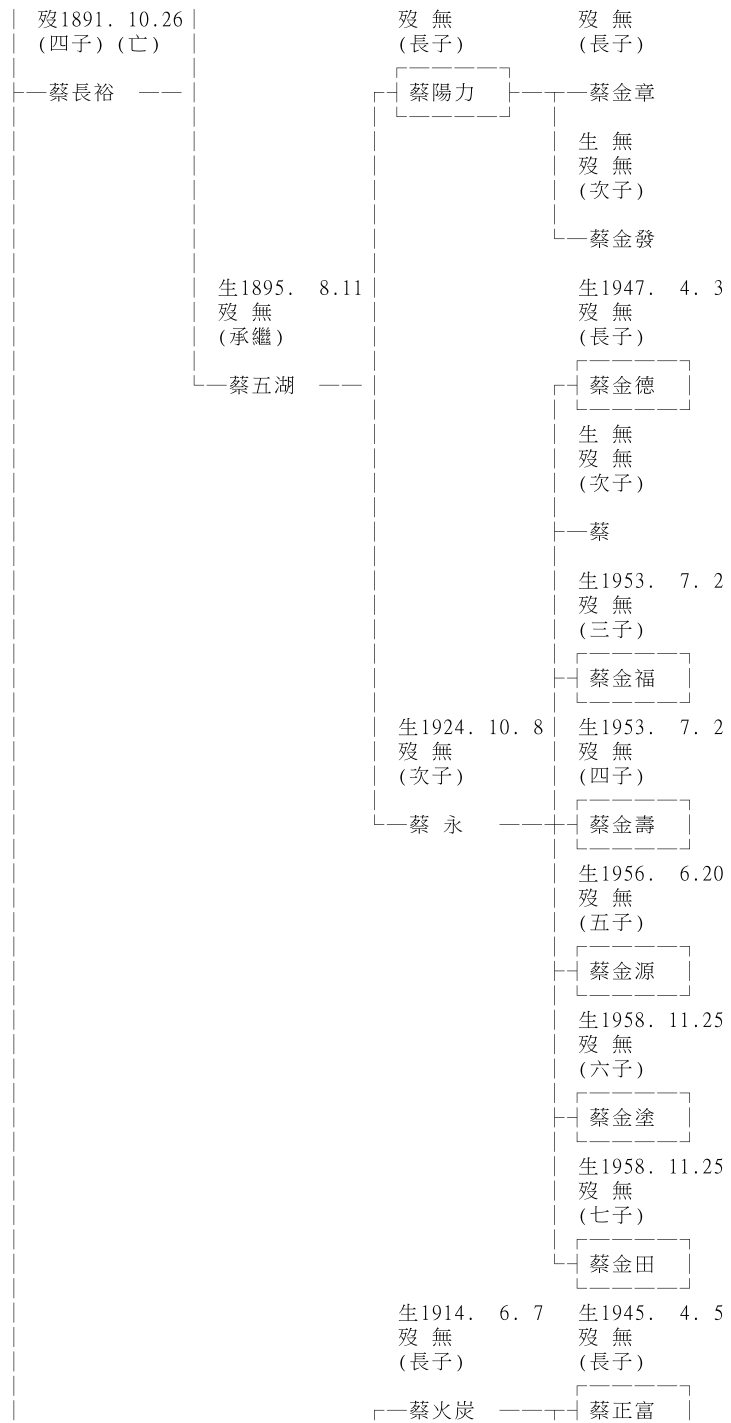 歿1891. 10.26 歿 無 歿 無
(四子) (亡) (長子) (長子)
蔡長裕 蔡陽力 蔡金章
生 無
歿 無
(次子)
蔡金發
生1895. 8.11 生1947. 4. 3
歿 無 歿 無
(承繼) (長子)
蔡五湖 蔡金德
生 無
歿 無
(次子)
蔡
生1953. 7. 2
歿 無
(三子)
蔡金福
生1924. 10. 8 生1953. 7. 2
歿 無 歿 無
(次子) (四子)
蔡 永 蔡金壽
生1956. 6.20
歿 無
(五子)
蔡金源
生1958. 11.25
歿 無
(六子)
蔡金塗
生1958. 11.25
歿 無
(七子)
蔡金田
生1914. 6. 7 生1945. 4. 5
歿 無 歿 無
(長子) (長子)
蔡火炭 蔡正富